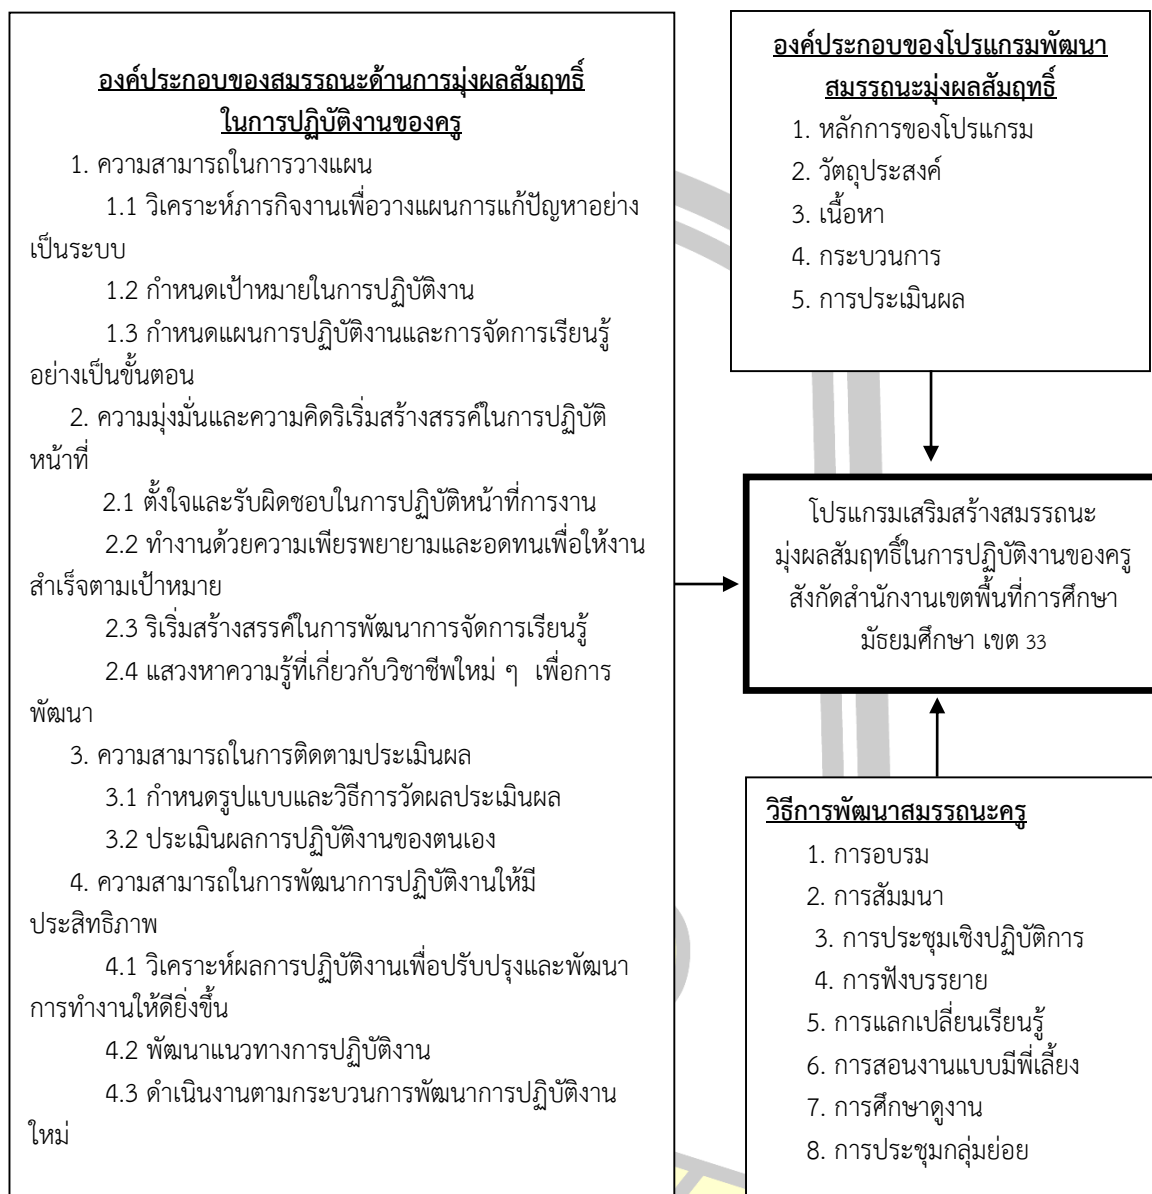 องค์ประกอบของสมรรถนะด้านการมุ่งผลสัมฤทธิ์
ในการปฏิบัติงานของครู
1. ความสามารถในการวางแผน
1.1 วิเคราะห์ภารกิจงานเพื่อวางแผนการแก้ปัญหาอย่าง
เป็นระบบ
1.2 กำหนดเป้าหมายในการปฏิบัติงาน
1.3 กำหนดแผนการปฏิบัติงานและการจัดการเรียนรู้
อย่างเป็นขั้นตอน
2. ความมุ่งมั่นและความคิดริเริ่มสร้างสรรค์ในการปฏิบัติ
หน้าที่
2.1 ตั้งใจและรับผิดชอบในการปฏิบัติหน้าที่การงาน
2.2 ทำงานด้วยความเพียรพยายามและอดทนเพื่อให้งาน
สำเร็จตามเป้าหมาย
2.3 ริเริ่มสร้างสรรค์ในการพัฒนาการจัดการเรียนรู้
2.4 แสวงหาความรู้ที่เกี่ยวกับวิชาชีพใหม่ ๆ เพื่อการ
พัฒนา
3. ความสามารถในการติดตามประเมินผล
3.1 กำหนดรูปแบบและวิธีการวัดผลประเมินผล
3.2 ประเมินผลการปฏิบัติงานของตนเอง
4. ความสามารถในการพัฒนาการปฏิบัติงานให้มี
ประสิทธิภาพ
4.1 วิเคราะห์ผลการปฏิบัติงานเพื่อปรับปรุงและพัฒนา
การทำงานให้ดียิ่งขึ้น
4.2 พัฒนาแนวทางการปฏิบัติงาน
4.3 ดำเนินงานตามกระบวนการพัฒนาการปฏิบัติงาน
ใหม่
องค์ประกอบของโปรแกรมพัฒนา
สมรรถนะมุ่งผลสัมฤทธิ์
1. หลักการของโปรแกรม
2. วัตถุประสงค์
3. เนื้อหา
4. กระบวนการ
5. การประเมินผล
โปรแกรมเสริมสร้างสมรรถนะ
มุ่งผลสัมฤทธิ์ในการปฏิบัติงานของครู
สังกัดสำนักงานเขตพื้นที่การศึกษา
มัธยมศึกษา เขต 33
วิธีการพัฒนาสมรรถนะครู
1. การอบรม
2. การสัมมนา
3. การประชุมเชิงปฏิบัติการ
4. การฟังบรรยาย
5. การแลกเปลี่ยนเรียนรู้
6. การสอนงานแบบมีพี่เลี้ยง
7. การศึกษาดูงาน
8. การประชุมกลุ่มย่อย